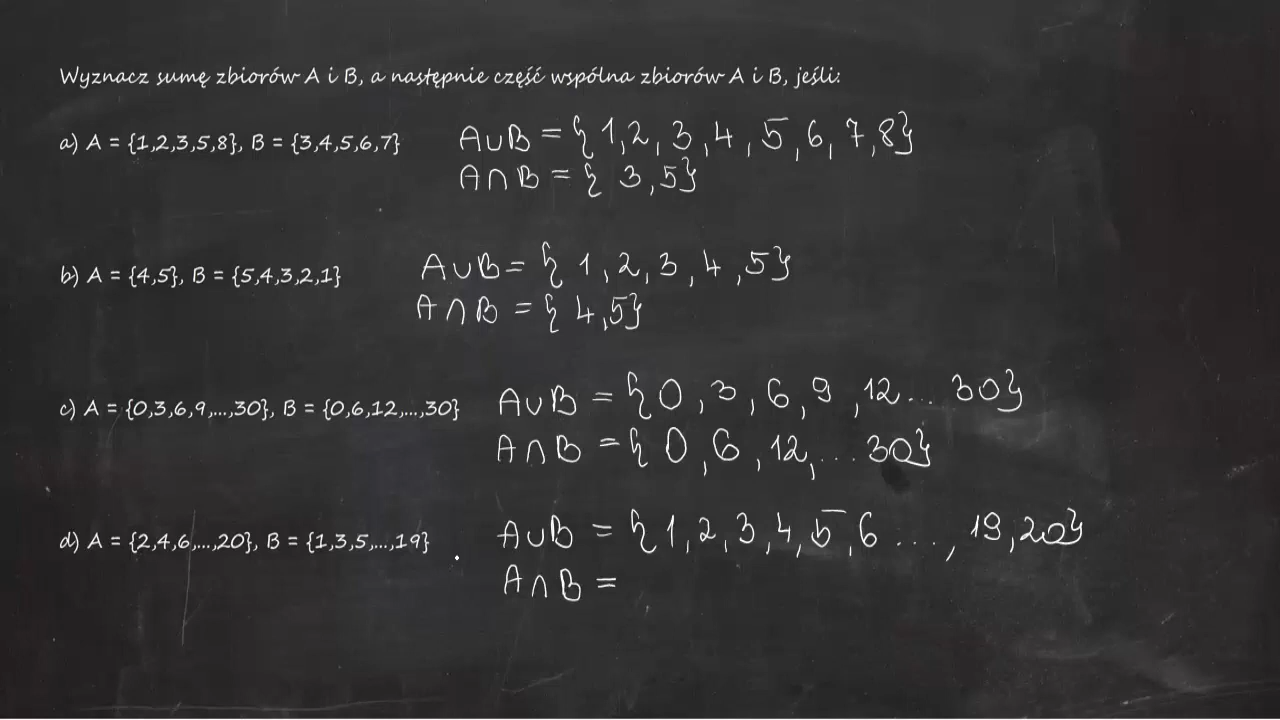 Wyznacz sumę zbiorów A i B, a następnie część wspólna zbiorów A i B, jeśli:
a) A = {1,2,3,5,8}, B = {3,4,5,6,7} A∪B = { 1,2, 3, 4, 5, 6, 7,8}
A∩B = { 3,5}
b) A = {4,5}, B = {5,4,3,2,1} A∪B = { 1, 2, 3, 4, 5}
A∩B = { 4,5}
c) A = {0,3,6,9,...,30}, B = {0,6,12,...,30} A∪B = {0, 3, 6, 9, 12... 30}
A∩B = { 0, 6, 12, ... 30}
d) A = {2,4,6,...,20}, B = {1,3,5,...,19} A∪B = { 1, 2, 3, 4, 5, 6 ..., 19, 20}
A∩B =